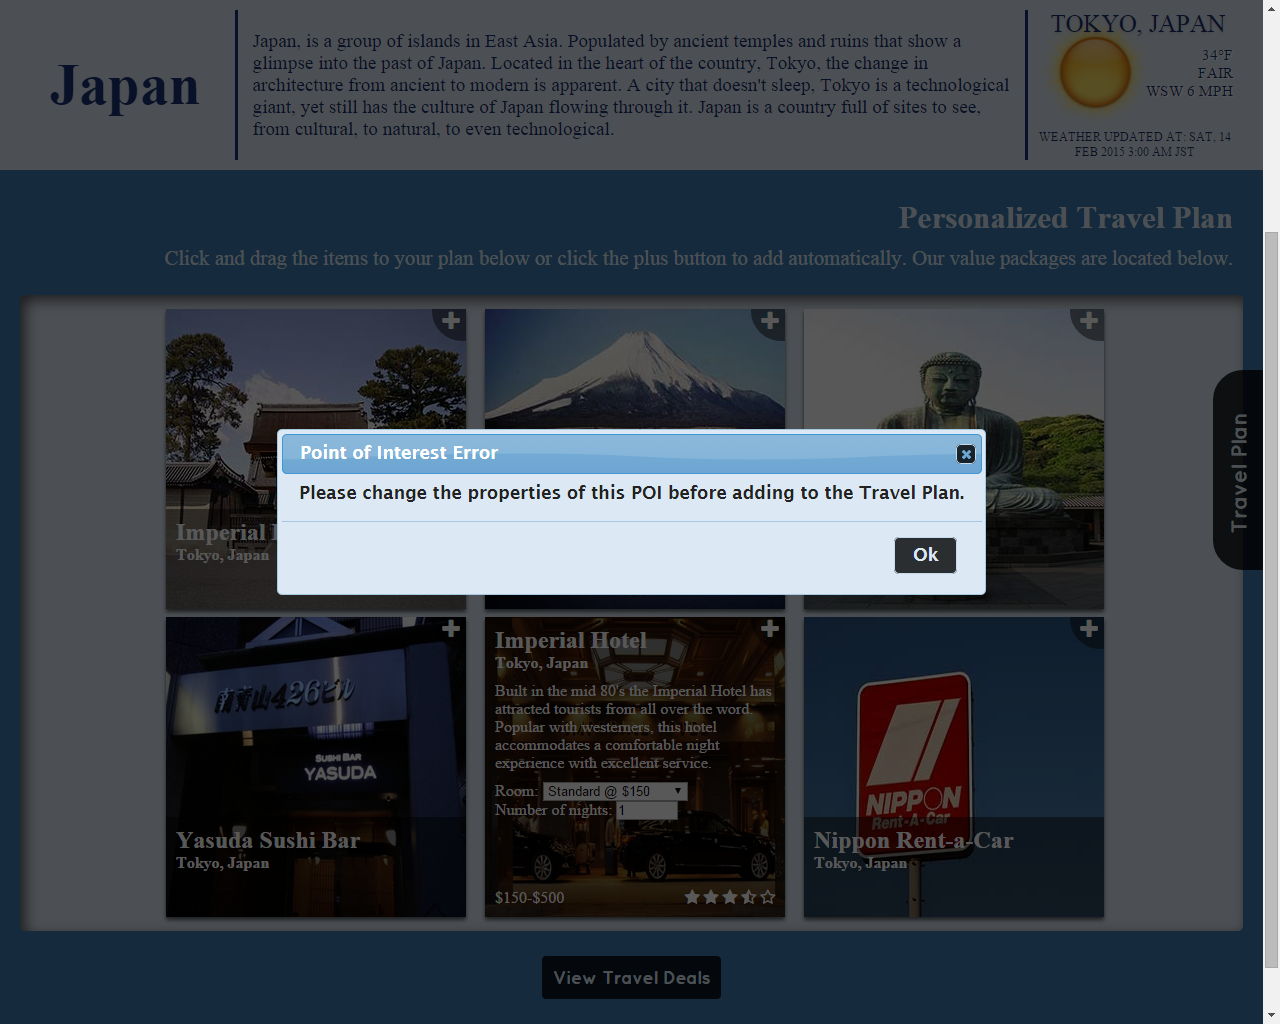 Japan
Japan, is a group of islands in East Asia. Populated by ancient temples and ruins that show a
glimpse into the past of Japan. Located in the heart of the country, Tokyo, the change in
architecture from ancient to modern is apparent. A city that doesn't sleep, Tokyo is a technological
giant, yet still has the culture of Japan flowing through it. Japan is a country full of sites to see,
from cultural, to natural, to even technological.
TOKYO, JAPAN
34°F
FAIR
WSW 6 MPH
WEATHER UPDATED AT: SAT, 14
FEB 2015 3:00 AM JST
Personalized Travel Plan
Click and drag the items to your plan below or click the plus button to add automatically. Our value packages are located below.
Point of Interest Error
Please change the properties of this POI before adding to the Travel Plan.
Ok
Imperial
Tokyo, Japan
Travel Plan
南青山426ビル
SUSHI BAR
YASUDA
Yasuda Sushi Bar
Tokyo, Japan
Imperial Hotel
Tokyo, Japan
Built in the mid 80's the Imperial Hotel has
attracted tourists from all over the word.
Popular with westerners, this hotel
accommodates a comfortable night
experience with excellent service.
Room: Standard @ $150
Number of nights: 1
$150-$500
NIPPON
Rent-A-Car
Nippon Rent-a-Car
Tokyo, Japan
View Travel Deals